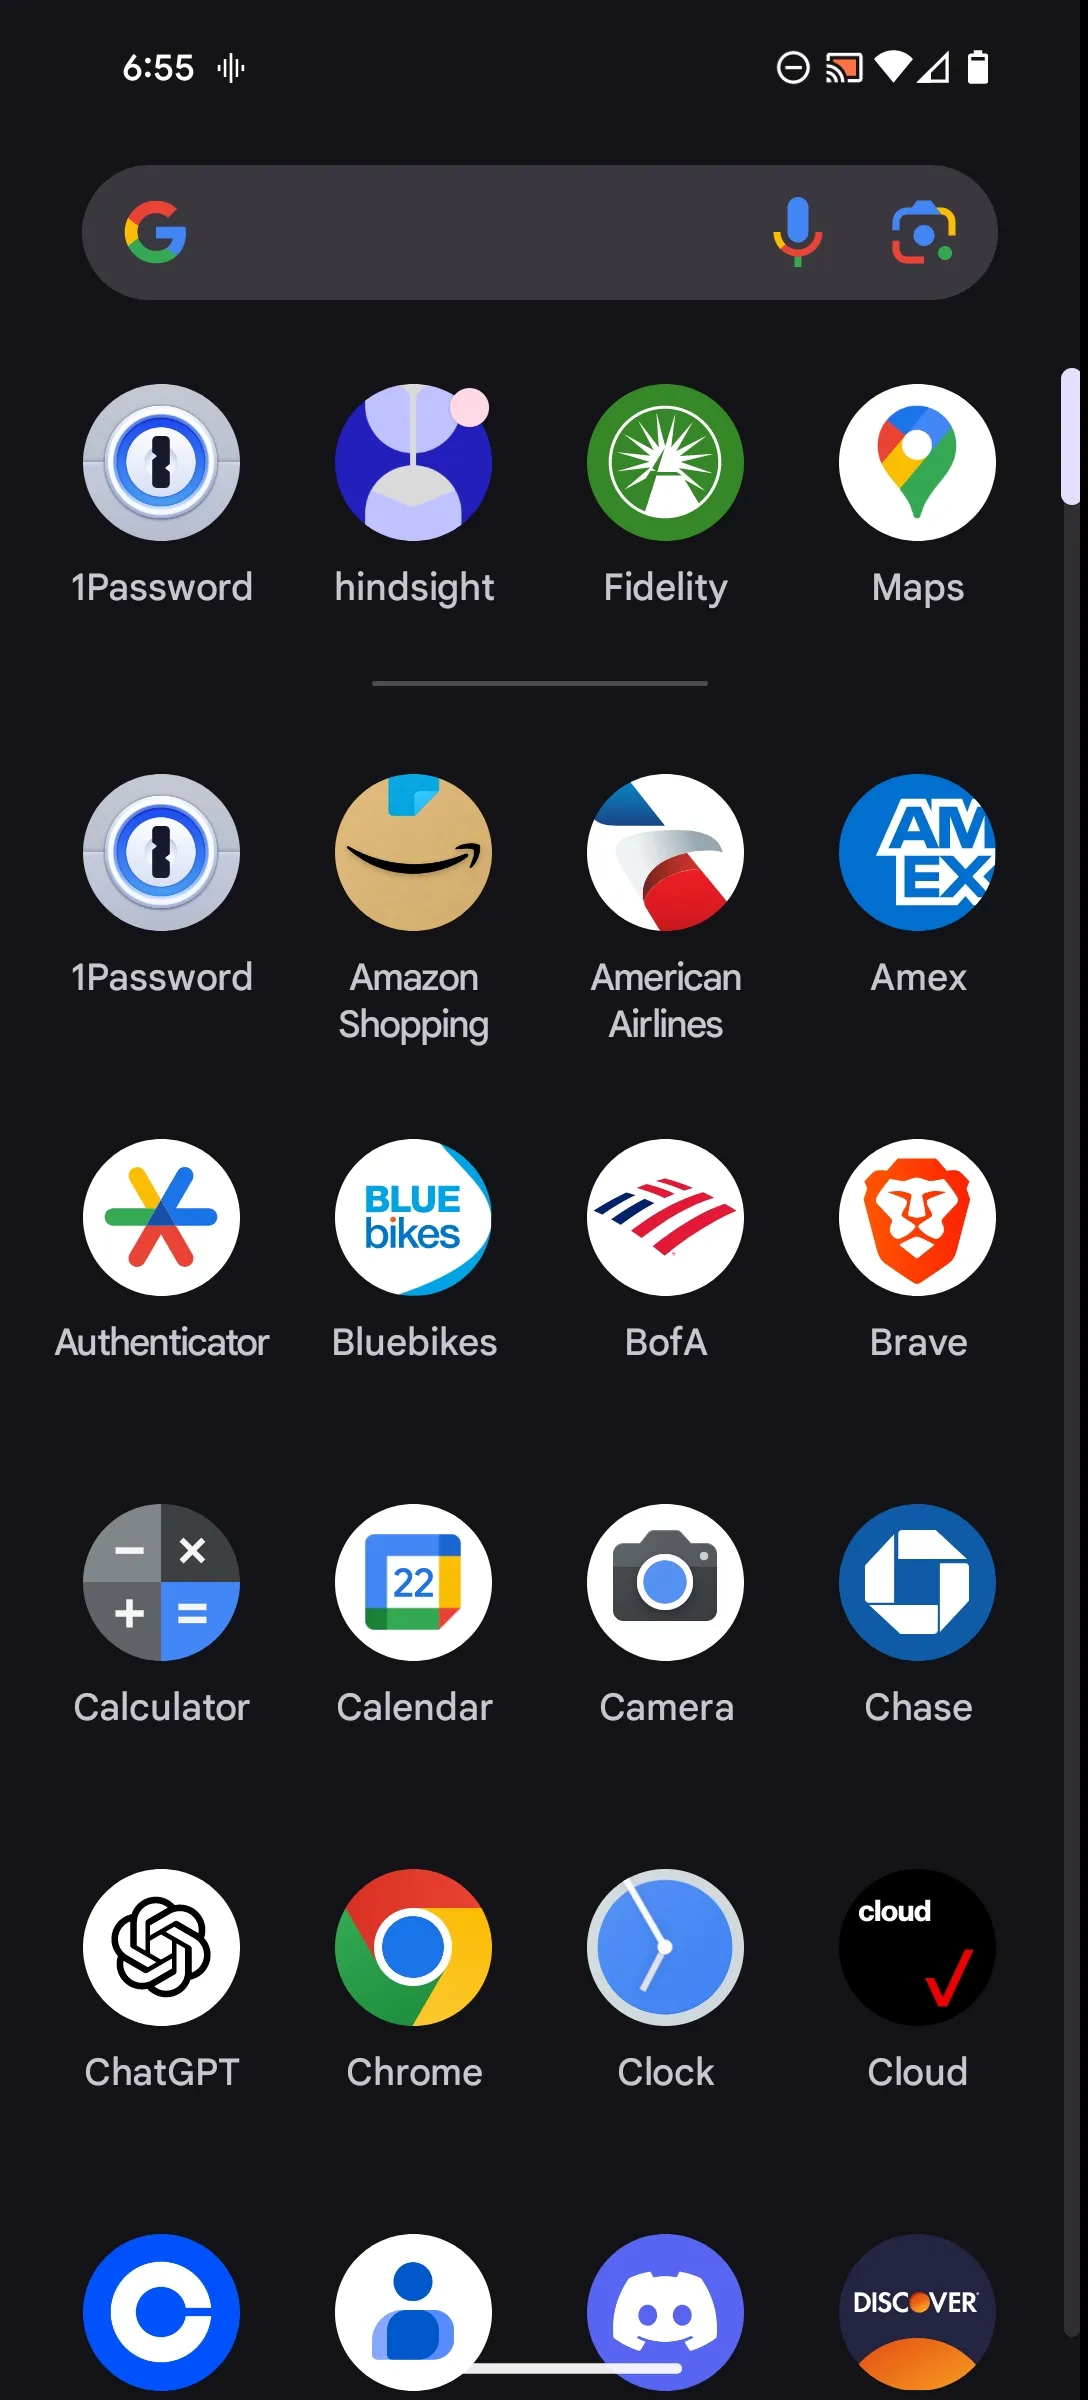 6:55
1Password
hindsight
Fidelity
Maps
AM
EX
1Password
Amazon
Shopping
American
Airlines
Amex
BLUE
bikes
Authenticator
Bluebikes
BofA
Brave
22
Calculator
Calendar
Camera
Chase
cloud
ChatGPT
Chrome
Clock
Cloud
DISCOVER